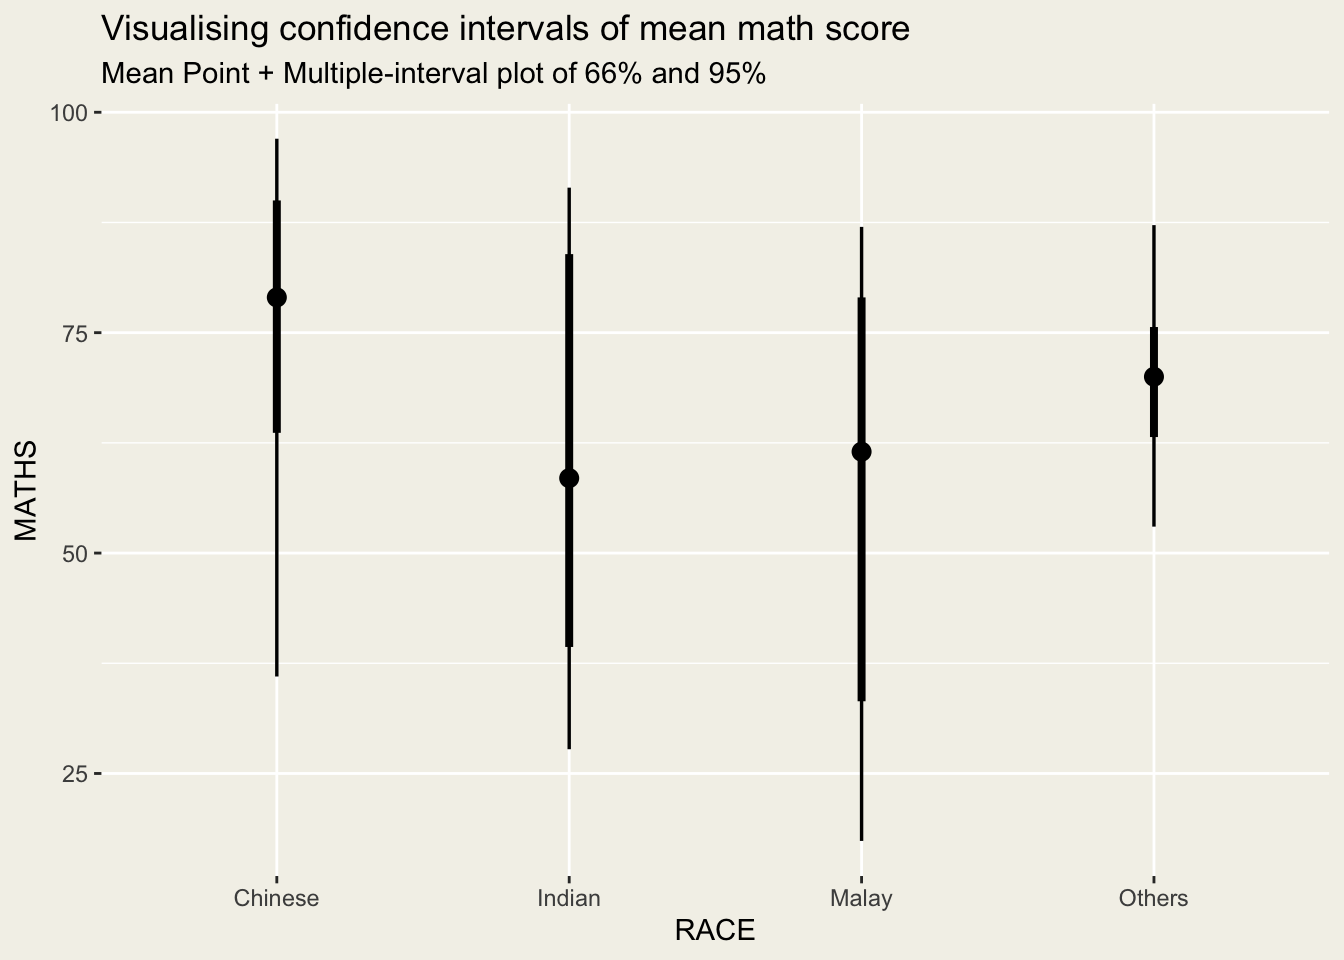 Visualising confidence intervals of mean math score
Mean Point + Multiple-interval plot of 66% and 95%
100
75
50
25
MATHS
Chinese Indian Malay Others
RACE